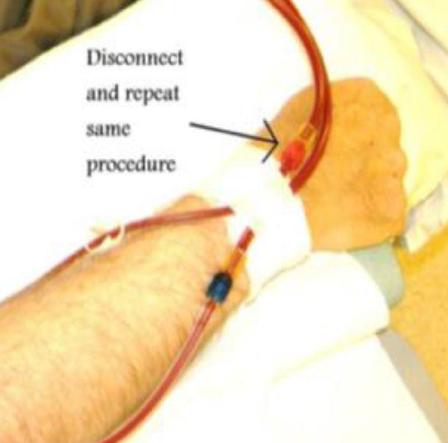 Disconnect
and repeat
same
procedure